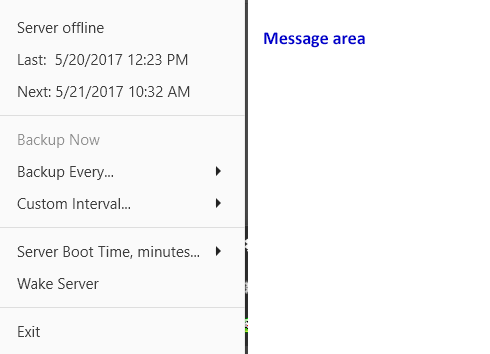 Server offline
Last: 5/20/2017 12:23 PM
Next: 5/21/2017 10:32 AM
Backup Now
Backup Every...
Custom Interval...
Server Boot Time, minutes...
Wake Server
Exit
Message area